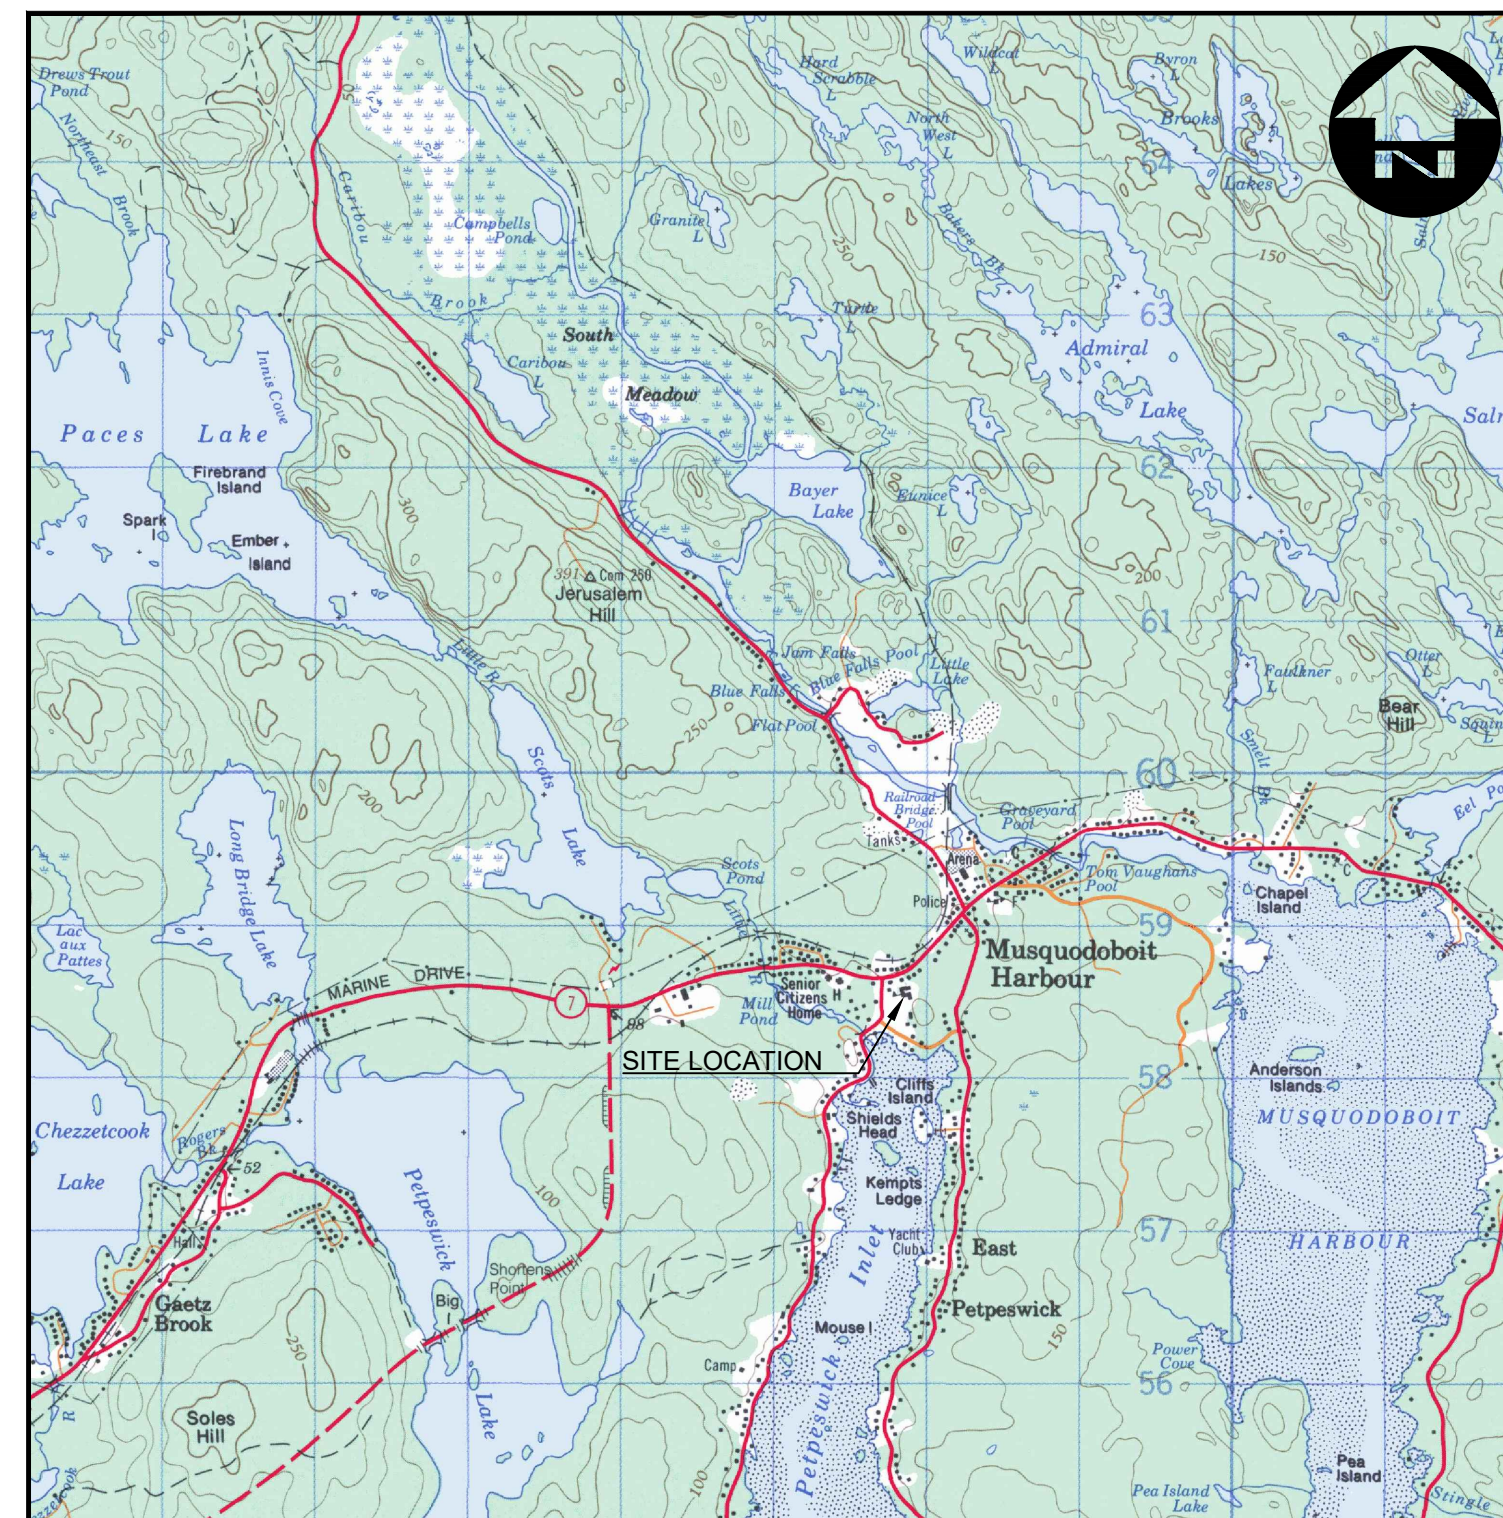 Drews Trout
Pond
Northeast
Brook
150
50
Caribou
Brook
Campbells
Pond
Hard
Scrabble
L
Wildcat
L
Byron
L
Brooks
Lakes
North
West
L
64
N
Granite
L
Bakers Bk
250
150
Turtle
L
63
Admiral
Lake
South
Meadow
Caribou
L
Innis Cove
Paces Lake
Firebrand
Island
Spark
I
Ember
Island
300
62
Bayer
Lake
Eunice
L
391 Com 250
Jerusalem
Hill
200
61
Little R
Jam Falls
Blue Falls Pool
Little
Lake
Blue Falls
Flat Pool
250
Faulkner
L
Otter
L
Bear
Hill
Smelt Bk
60
Scots
Lake
200
Long Bridge Lake
Railroad
Bridge
Pool
Graveyard
Pool
Tanks
Arena
C
Tom Vaughans
Pool
C
Chapel
Island
Scots
Pond
Little
R
Police
F
59
Lac
aux
Pattes
Musquodoboit
Harbour
MARINE DRIVE
7
98
Senior
Citizens H
Home
Mill
Pond
SITE LOCATION
58
Anderson
Islands
MUSQUODOBOIT
HARBOUR
Cliffs
Island
Shields
Head
Kempts
Ledge
Chezzetcook
Lake
Rogers
Bk
52
Petpeswick
Lake
100
57
Yacht
Club
East
Petpeswick
Hall
Shortens
Point
Big
I
Gaetz
Brook
250
Mouse I
Petpeswick Inlet
150
Power
Cove
56
Camp
Soles
Hill
R
100
Pea
Island
Pea Island
Lake
Stingle